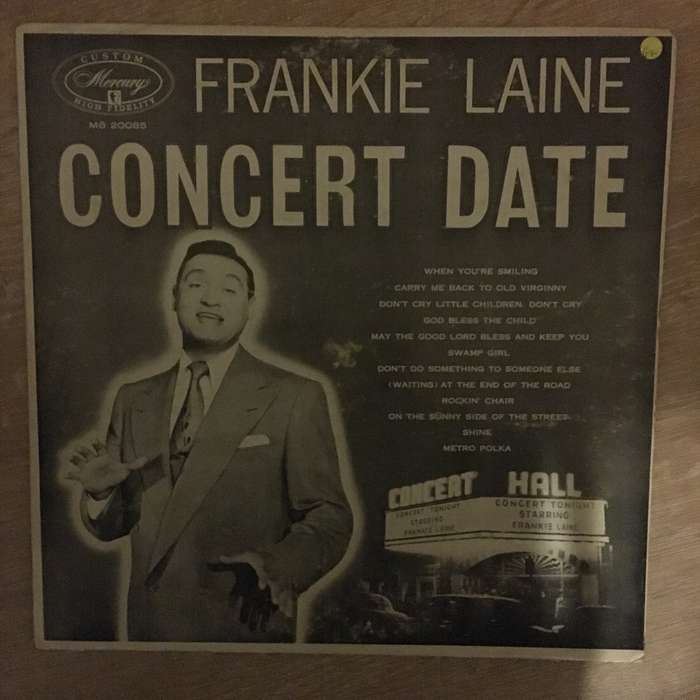 CUSTOM
Mercury
HIGH FIDELITY
MG 20085
FRANKIE LAINE
CONCERT DATE
WHEN YOU'RE SMILING
CARRY ME BACK TO OLD VIRGINNY
DON'T CRY LITTLE CHILDREN, DON'T CRY
GOD BLESS THE CHILD
MAY THE GOOD LORD BLESS AND KEEP YOU
SWAMP GIRL
DON'T DO SOMETHING TO SOMEONE ELSE
(WAITING) AT THE END OF THE ROAD
ROCKIN' CHAIR
ON THE SUNNY SIDE OF THE STREET
SHINE
METRO POLKA
CONCERT HALL
CONCERT TONIGHT
STARRING
FRANKIE LAINE
CONCERT TONIGHT
STARRING
FRANKIE LAINE